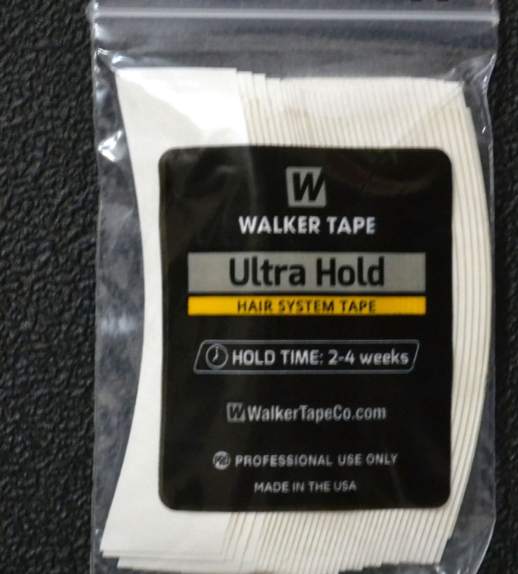 W
WALKER TAPE
Ultra Hold
HAIR SYSTEM TAPE
HOLD TIME: 2-4 weeks
W WalkerTapeCo.com
PRO PROFESSIONAL USE ONLY
MADE IN THE USA